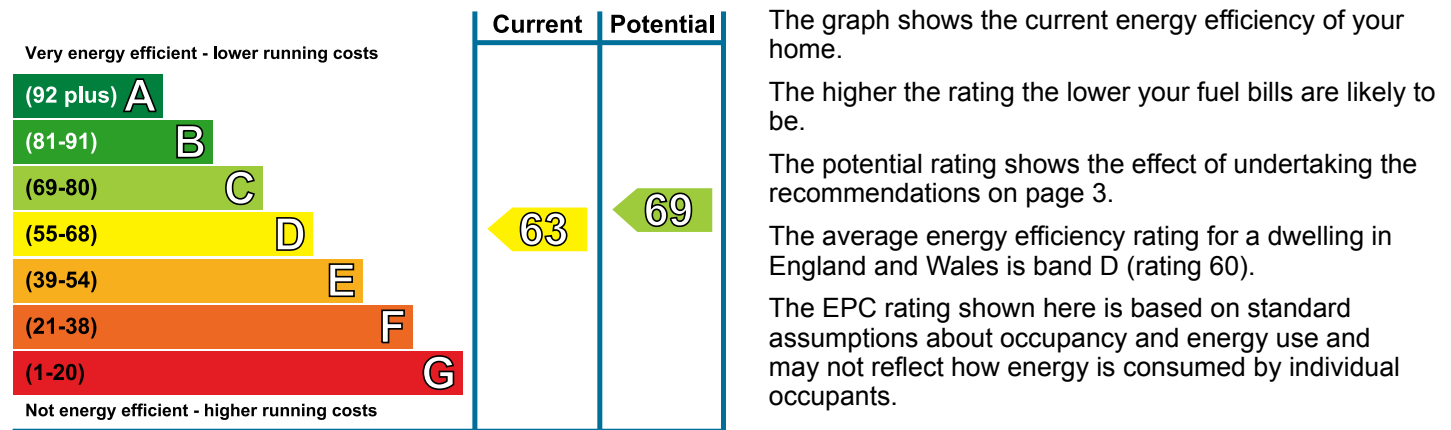 Current Potential
Very energy efficient - lower running costs
(92 plus) A
(81-91) B
(69-80) C
(55-68) D
(39-54) E
(21-38) F
(1-20) G
Not energy efficient - higher running costs
63
69
The graph shows the current energy efficiency of your
home.
The higher the rating the lower your fuel bills are likely to
be.
The potential rating shows the effect of undertaking the
recommendations on page 3.
The average energy efficiency rating for a dwelling in
England and Wales is band D (rating 60).
The EPC rating shown here is based on standard
assumptions about occupancy and energy use and
may not reflect how energy is consumed by individual
occupants.